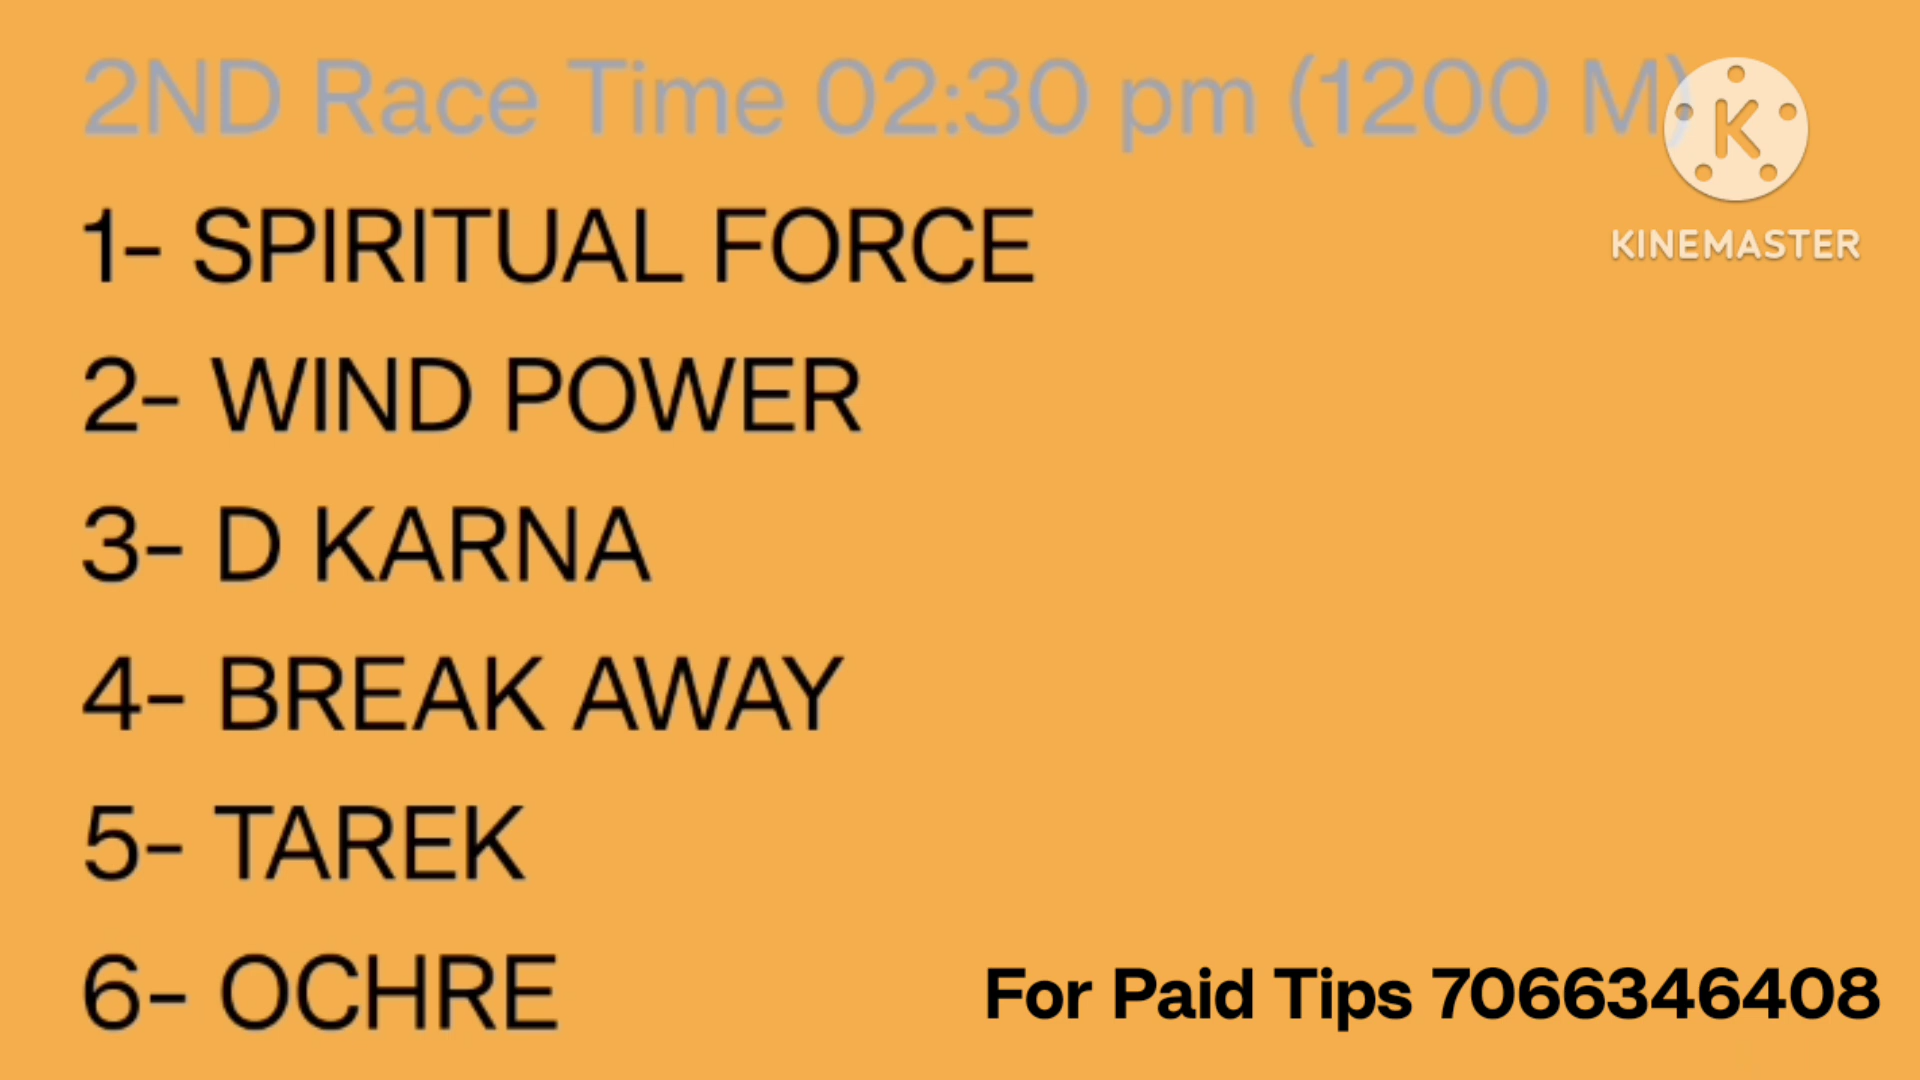 2ND Race Time 02:30 pm (1200 M)
K
KINEMASTER
1- SPIRITUAL FORCE
2- WIND POWER
3- D KARNA
4- BREAK AWAY
5- TAREK
6- OCHRE
For Paid Tips 7066346408